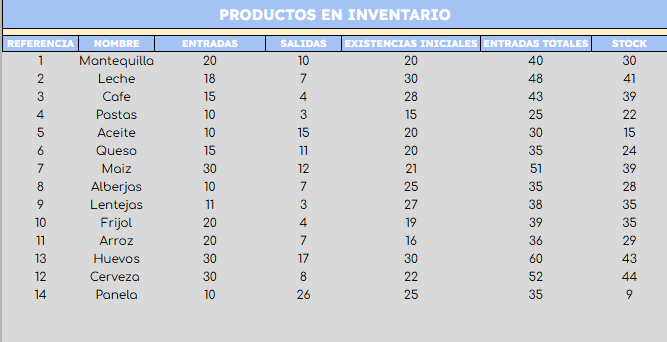 PRODUCTOS EN INVENTARIO
REFERENCIA NOMBRE ENTRADAS SALIDAS EXISTENCIAS INICIALES ENTRADAS TOTALES STOCK
1 Mantequilla 20 10 20 40 30
2 Leche 18 7 30 48 41
3 Cafe 15 4 28 43 39
4 Pastas 10 3 15 25 22
5 Aceite 10 15 20 30 15
6 Queso 15 11 20 35 24
7 Maiz 30 12 21 51 39
8 Alberjas 10 7 25 35 28
9 Lentejas 11 3 27 38 35
10 Frijol 20 4 19 39 35
11 Arroz 20 7 16 36 29
13 Huevos 30 17 30 60 43
12 Cerveza 30 8 22 52 44
14 Panela 10 26 25 35 9